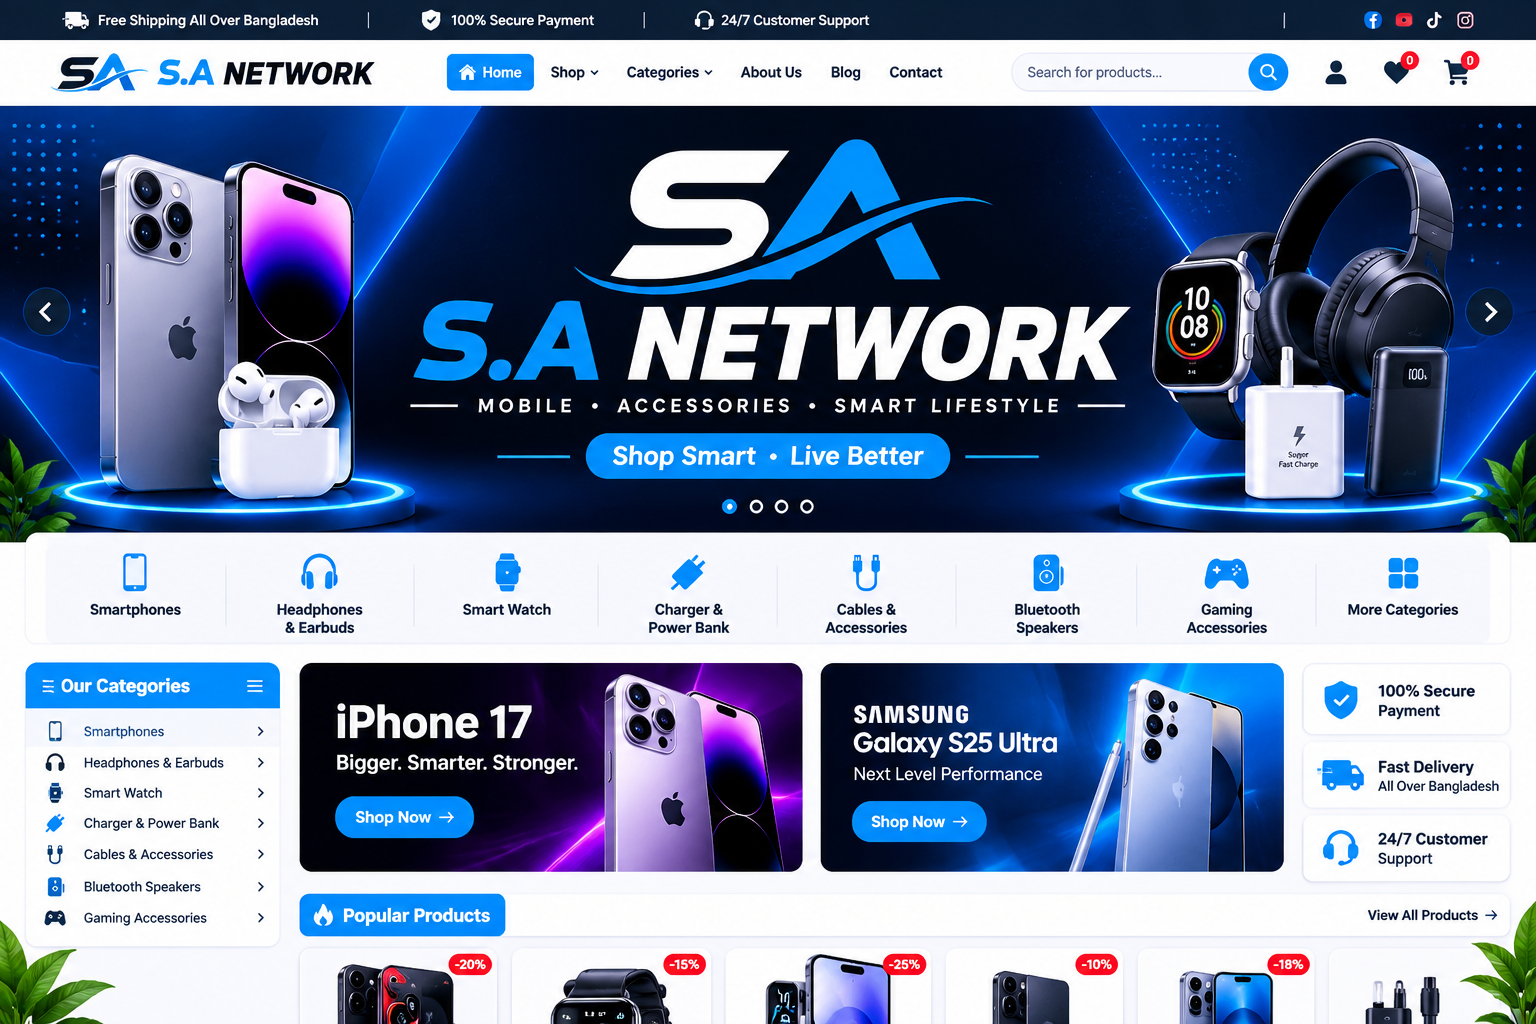 Free Shipping All Over Bangladesh
100% Secure Payment
24/7 Customer Support
SA S.A NETWORK
Home
Shop
Categories
About Us
Blog
Contact
Search for products...
0
0
SA
S.A NETWORK
MOBILE • ACCESSORIES • SMART LIFESTYLE
Shop Smart • Live Better
10
08
100%
Super
Fast Charge
Smartphones
Headphones
& Earbuds
Smart Watch
Charger &
Power Bank
Cables &
Accessories
Bluetooth
Speakers
Gaming
Accessories
More Categories
Our Categories
Smartphones
Headphones & Earbuds
Smart Watch
Charger & Power Bank
Cables & Accessories
Bluetooth Speakers
Gaming Accessories
iPhone 17
Bigger. Smarter. Stronger.
Shop Now →
SAMSUNG
Galaxy S25 Ultra
Next Level Performance
Shop Now →
100% Secure
Payment
Fast Delivery
All Over Bangladesh
24/7 Customer
Support
Popular Products
View All Products →
-20%
-15%
-25%
-10%
-18%